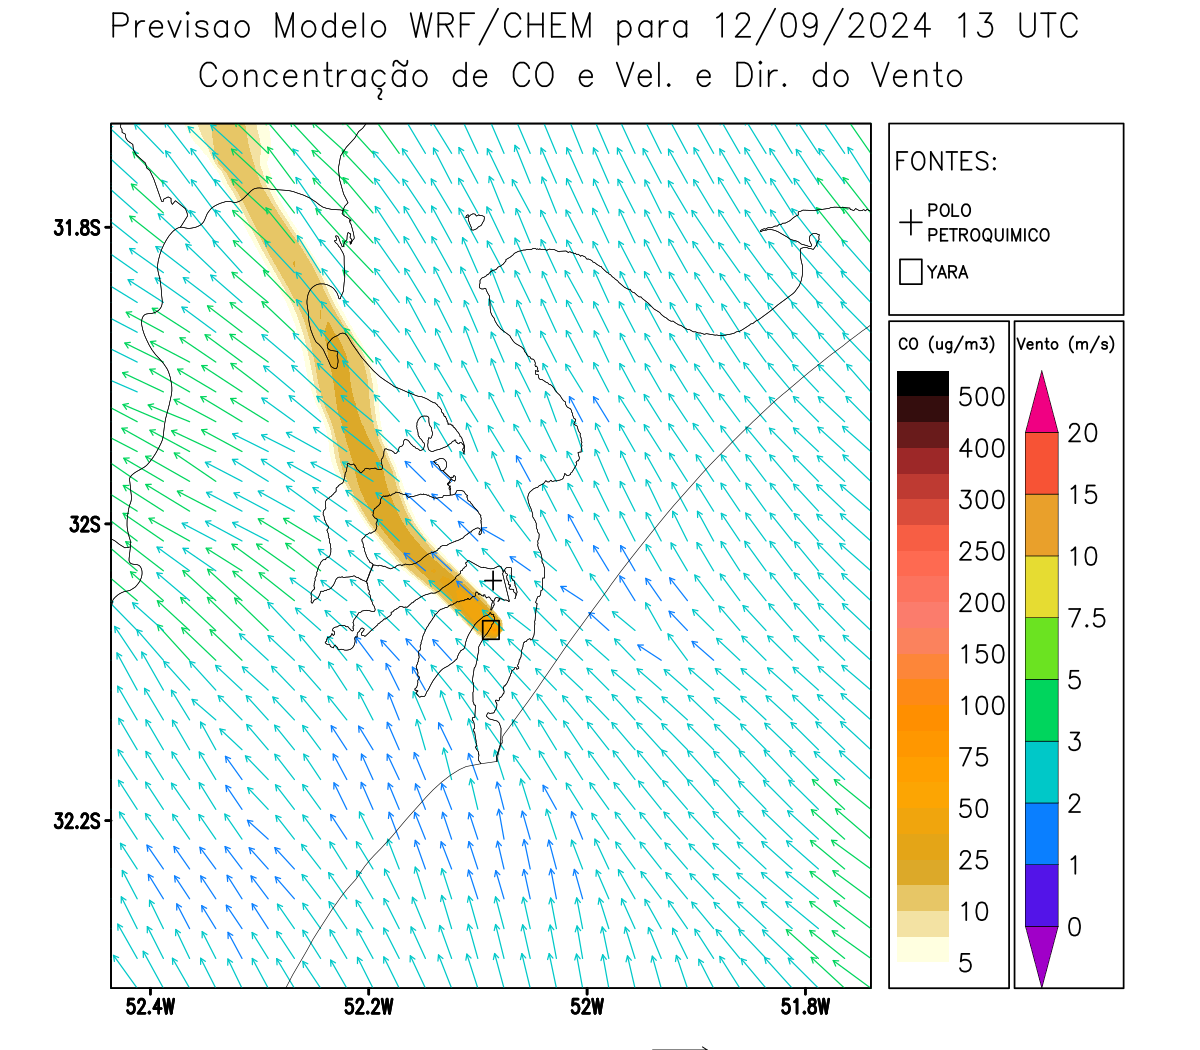 Previsao Modelo WRF/CHEM para 12/09/2024 13 UTC
Concentração de CO e Vel. e Dir. do Vento
FONTES:
POLO
PETROQUIMICO
YARA
CO (ug/m3)
500
400
300
250
200
150
100
75
50
25
10
5
Vento (m/s)
20
15
10
7.5
5
3
2
1
0
31.8S
32S
32.2S
52.4W
52.2W
52W
51.8W